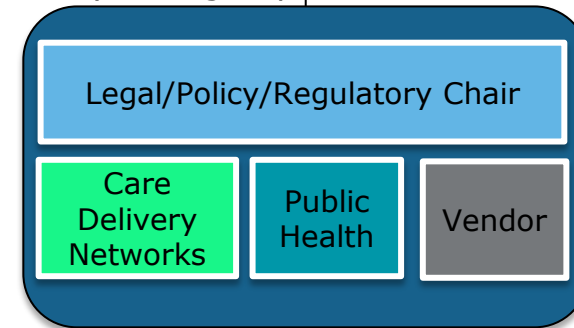 Legal/Policy/Regulatory Chair
Care
Delivery
Networks
Public
Health
Vendor